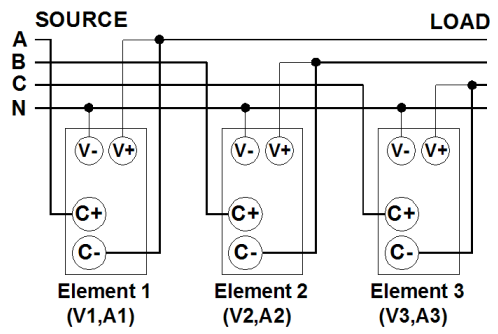 SOURCE LOAD
A
B
C
N
V- V+ V- V+ V- V+
C+ C+ C+
C- C- C-
Element 1 Element 2 Element 3
(V1,A1) (V2,A2) (V3,A3)